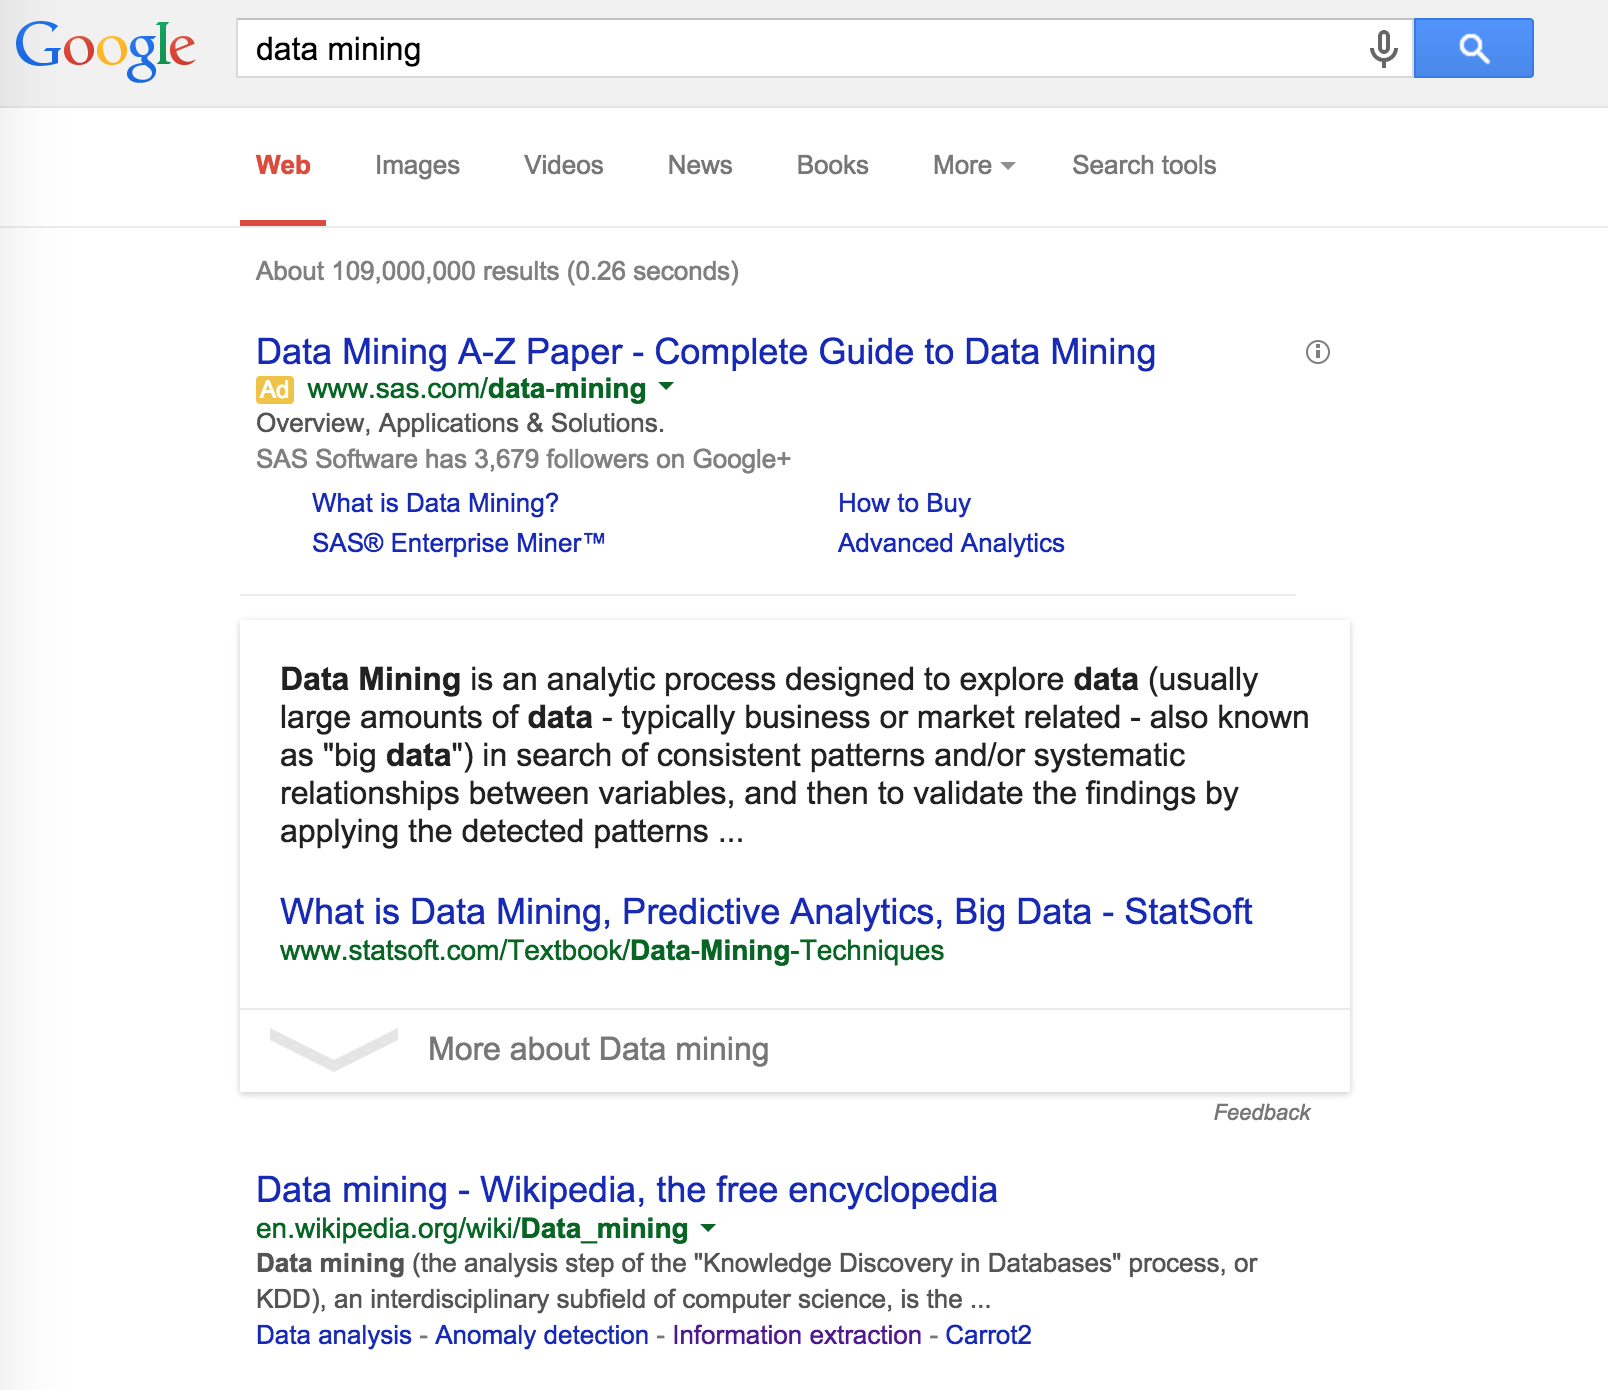 Google
data mining
Web Images Videos News Books More Search tools
About 109,000,000 results (0.26 seconds)
Data Mining A-Z Paper - Complete Guide to Data Mining
Ad www.sas.com/data-mining
Overview, Applications & Solutions.
SAS Software has 3,679 followers on Google+
What is Data Mining? How to Buy
SAS® Enterprise Miner™ Advanced Analytics
Data Mining is an analytic process designed to explore data (usually
large amounts of data - typically business or market related - also known
as "big data") in search of consistent patterns and/or systematic
relationships between variables, and then to validate the findings by
applying the detected patterns ...
What is Data Mining, Predictive Analytics, Big Data - StatSoft
www.statsoft.com/Textbook/Data-Mining-Techniques
More about Data mining
Feedback
Data mining - Wikipedia, the free encyclopedia
en.wikipedia.org/wiki/Data_mining
Data mining (the analysis step of the "Knowledge Discovery in Databases" process, or
KDD), an interdisciplinary subfield of computer science, is the ...
Data analysis - Anomaly detection - Information extraction - Carrot2